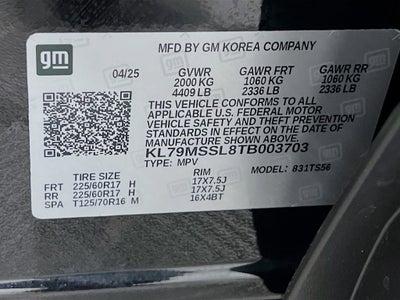 gm
MFD BY GM KOREA COMPANY
04/25 GVWR GAWR FRT GAWR RR
2000 KG 1060 KG 1060 KG
4409 LB 2336 LB 2336 LB
THIS VEHICLE CONFORMS TO ALL
APPLICABLE U.S. FEDERAL MOTOR
VEHICLE SAFETY AND THEFT PREVENTION
STANDARDS IN EFFECT ON THE DATE OF
MANUFACTURE SHOWN ABOVE.
KL79MSSL8TB003703
TYPE: MPV MODEL: 831TS56
TIRE SIZE RIM
FRT 225/60R17 H 17X7.5J
RR 225/60R17 H 17X7.5J
SPA T125/70R16 M 16X4BT